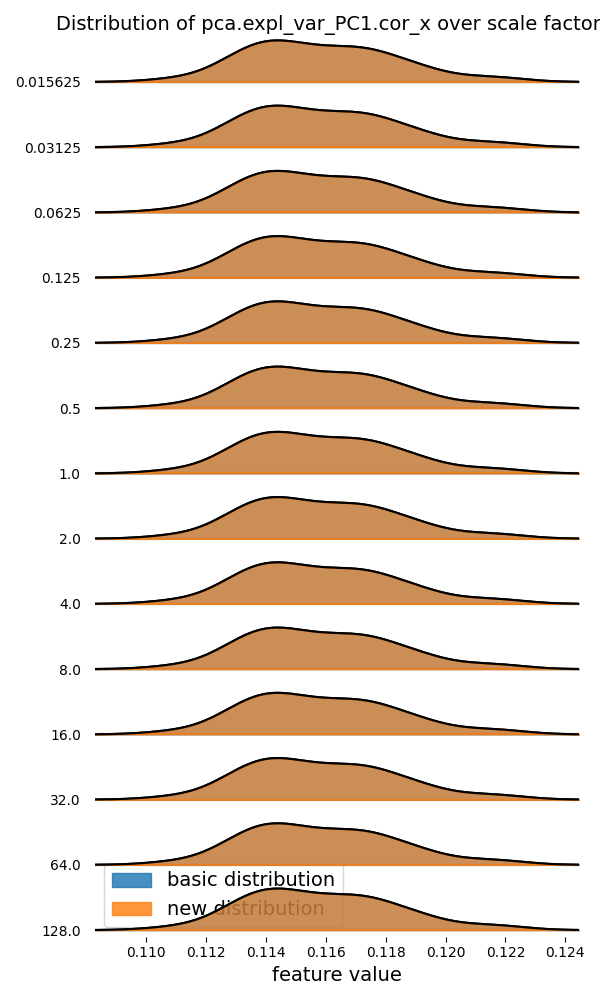 Distribution of pca.expl_var_PC1.cor_x over scale factor
0.015625
0.03125
0.0625
0.125
0.25
0.5
1.0
2.0
4.0
8.0
16.0
32.0
64.0
basic distribution
new distribution
128.0
0.110 0.112 0.114 0.116 0.118 0.120 0.122 0.124
feature value